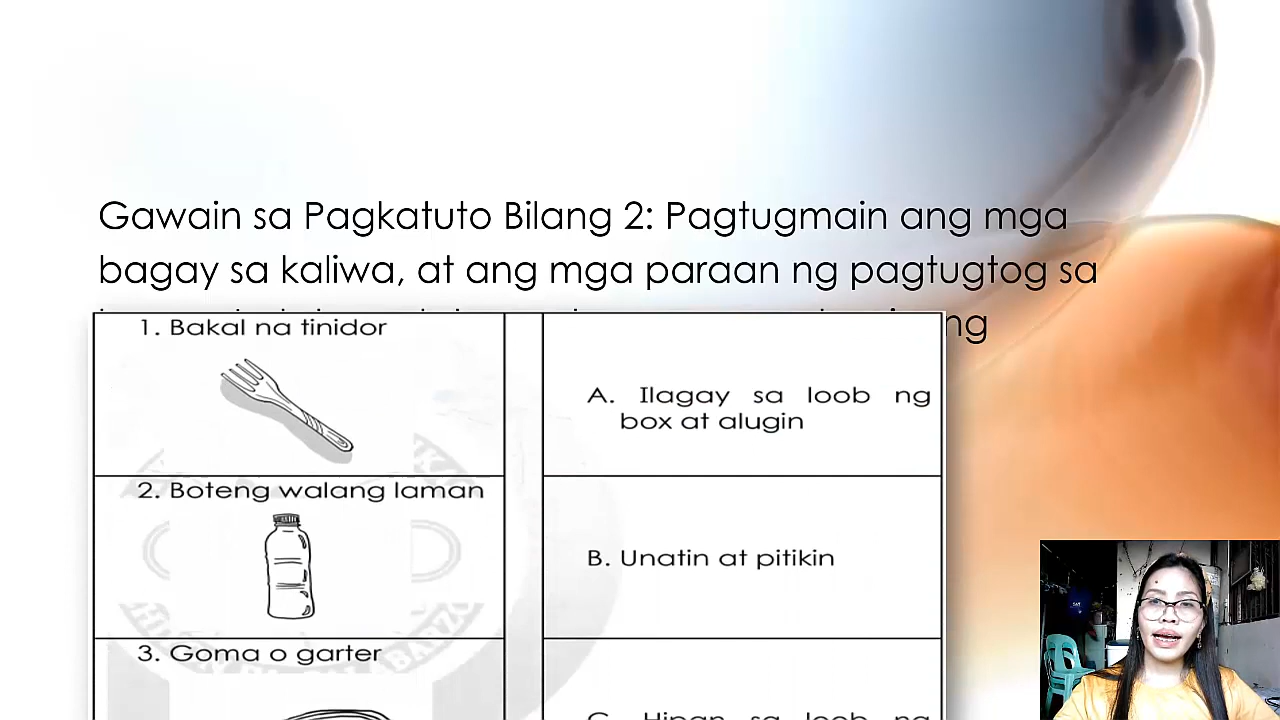 Gawain sa Pagkatuto Bilang 2: Pagtugmain ang mga
bagay sa kaliwa, at ang mga paraan ng pagtugtog sa
ng
1. Bakal na tinidor
A. Ilagay sa loob ng
box at alugin
2. Boteng walang laman
B. Unatin at pitikin
3. Goma o garter